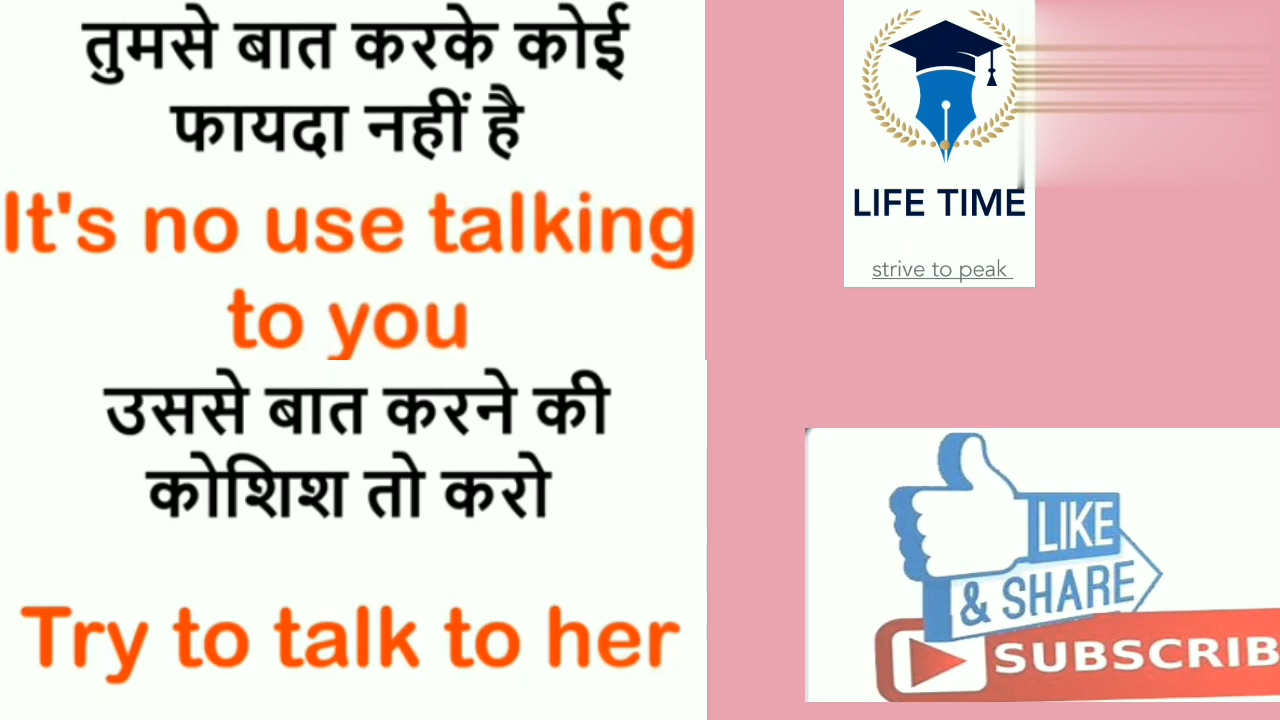 तुमसे बात करके कोई
फायदा नहीं है
It's no use talking
to you
उससे बात करने की
कोशिश तो करो
Try to talk to her
LIFE TIME
strive to peak
LIKE
& SHARE
SUBSCRIB